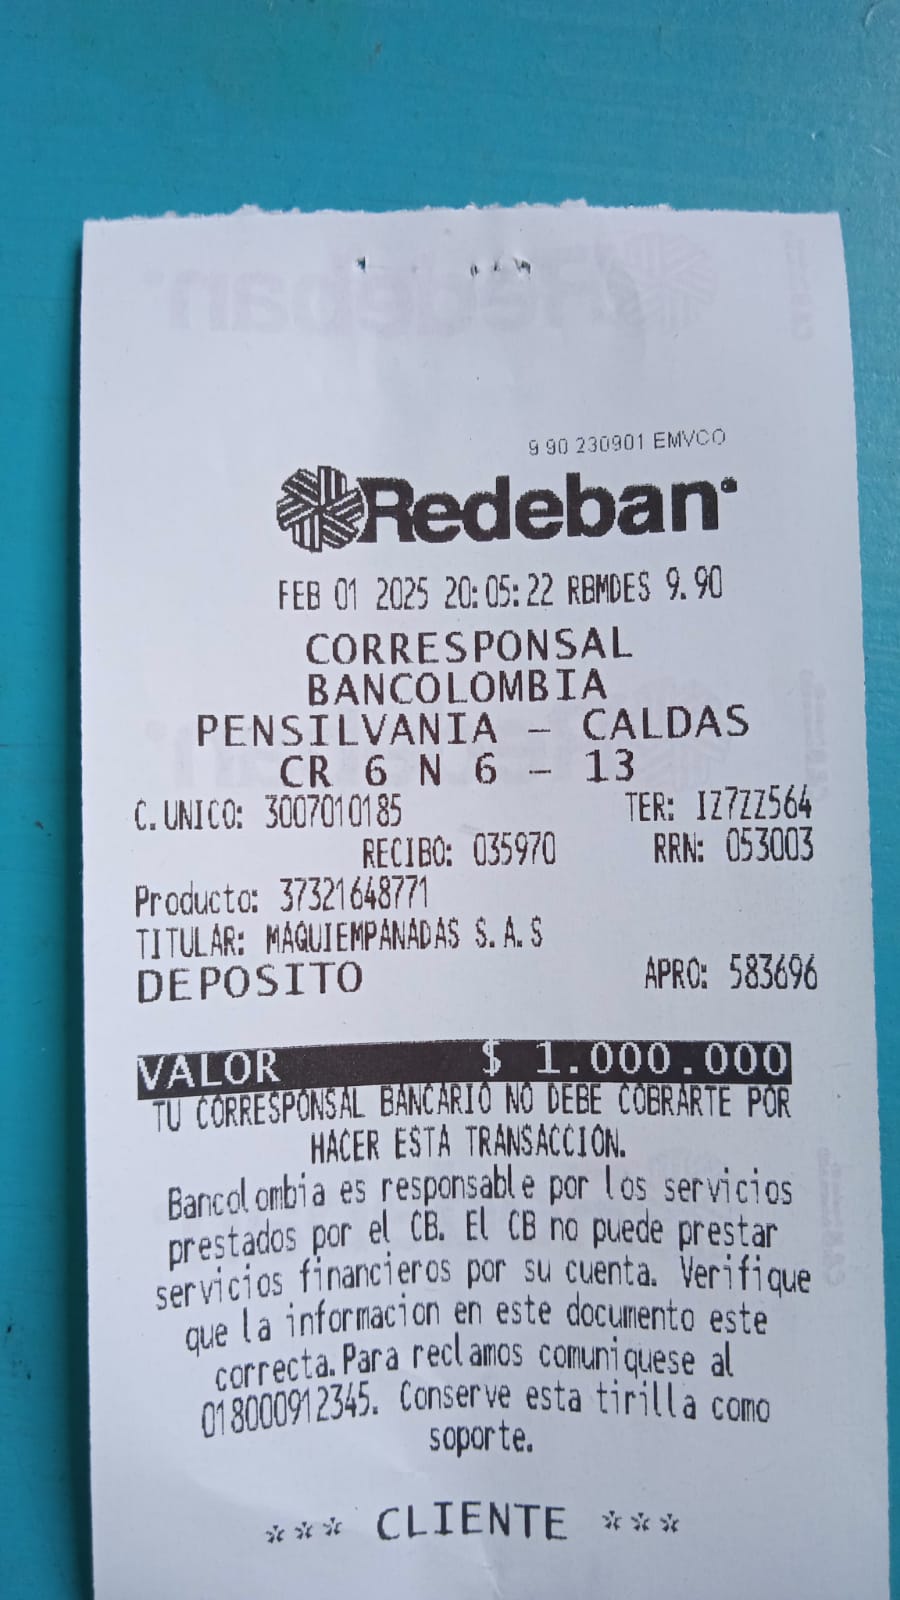 9 90 230901 EMVCO
Redeban
FEB 01 2025 20:05:22 RBMDES 9.90
CORRESPONSAL
BANCOLOMBIA
PENSILVANIA - CALDAS
CR 6 N 6 - 13
C. UNICO: 3007010185 TER: IZ7ZZ564
RECIBO: 035970 RRN: 053003
Producto: 37321648771
TITULAR: MAQUIEMPANADAS S.A.S
DEPOSITO APRO: 583696
VALOR $ 1.000.000
TU CORRESPONSAL BANCARIO NO DEBE COBRARTE POR
HACER ESTA TRANSACCION.
Bancolombia es responsable por los servicios
prestados por el CB. El CB no puede prestar
servicios financieros por su cuenta. Verifique
que la informacion en este documento este
correcta.Para reclamos comuniquese al
018000912345. Conserve esta tirilla como
soporte.
*** CLIENTE ***